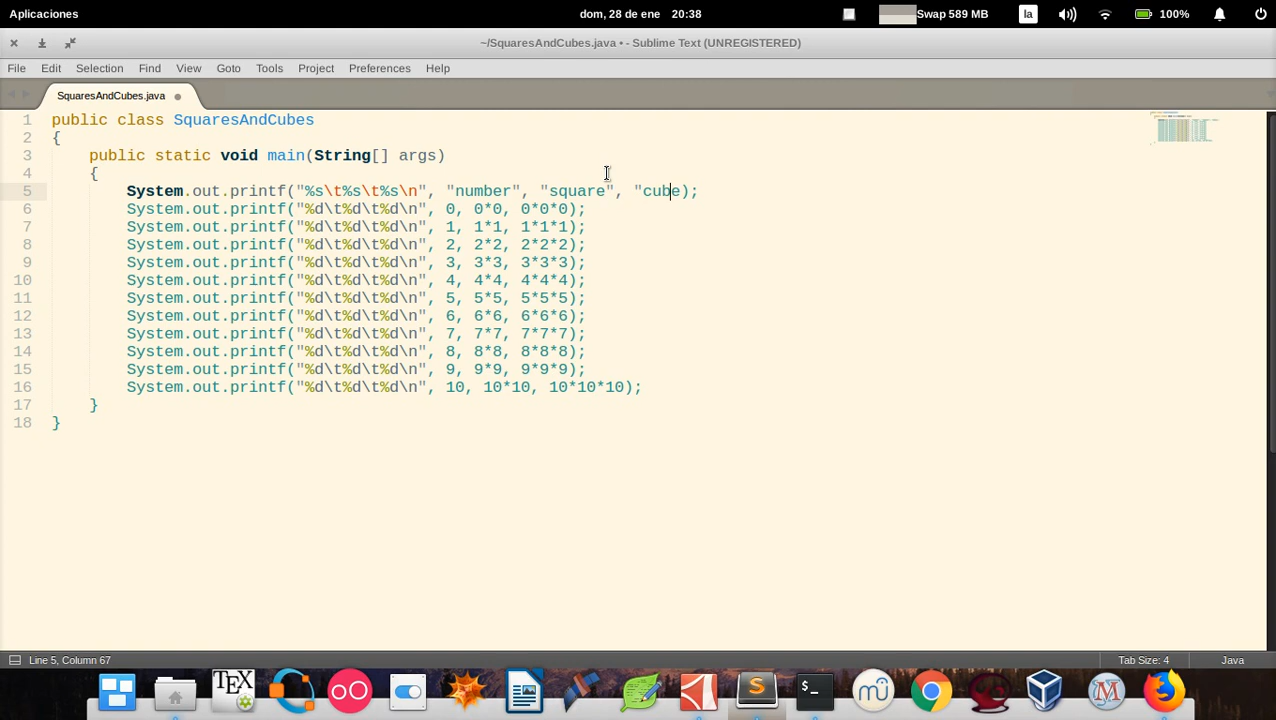 Aplicaciones dom, 28 de ene 20:38 Swap 589 MB la 100%
~/SquaresAndCubes.java • - Sublime Text (UNREGISTERED)
File Edit Selection Find View Goto Tools Project Preferences Help
SquaresAndCubes.java
1 public class SquaresAndCubes
2 {
3     public static void main(String[] args)
4     {
5         System.out.printf("%s\t%s\t%s\n", "number", "square", "cube);
6         System.out.printf("%d\t%d\t%d\n", 0, 0*0, 0*0*0);
7         System.out.printf("%d\t%d\t%d\n", 1, 1*1, 1*1*1);
8         System.out.printf("%d\t%d\t%d\n", 2, 2*2, 2*2*2);
9         System.out.printf("%d\t%d\t%d\n", 3, 3*3, 3*3*3);
10         System.out.printf("%d\t%d\t%d\n", 4, 4*4, 4*4*4);
11         System.out.printf("%d\t%d\t%d\n", 5, 5*5, 5*5*5);
12         System.out.printf("%d\t%d\t%d\n", 6, 6*6, 6*6*6);
13         System.out.printf("%d\t%d\t%d\n", 7, 7*7, 7*7*7);
14         System.out.printf("%d\t%d\t%d\n", 8, 8*8, 8*8*8);
15         System.out.printf("%d\t%d\t%d\n", 9, 9*9, 9*9*9);
16         System.out.printf("%d\t%d\t%d\n", 10, 10*10, 10*10*10);
17     }
18 }
Line 5, Column 67 Tab Size: 4 Java
TEX